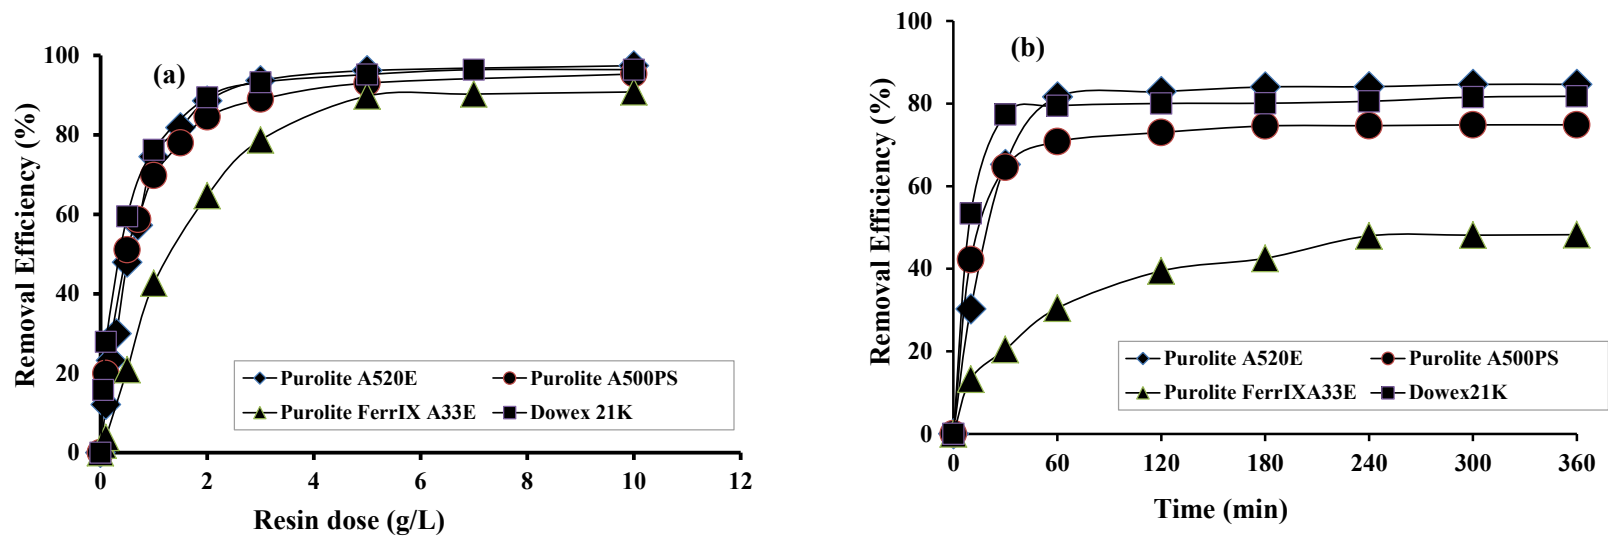 (a)
Removal Efficiency (%)
100
80
60
40
20
0
0 2 4 6 8 10 12
Resin dose (g/L)
Purolite A520E Purolite A500PS
Purolite FerrIX A33E Dowex 21K
(b)
Removal Efficiency (%)
100
80
60
40
20
0
0 60 120 180 240 300 360
Time (min)
Purolite A520E Purolite A500PS
Purolite FerrIXA33E Dowex21K